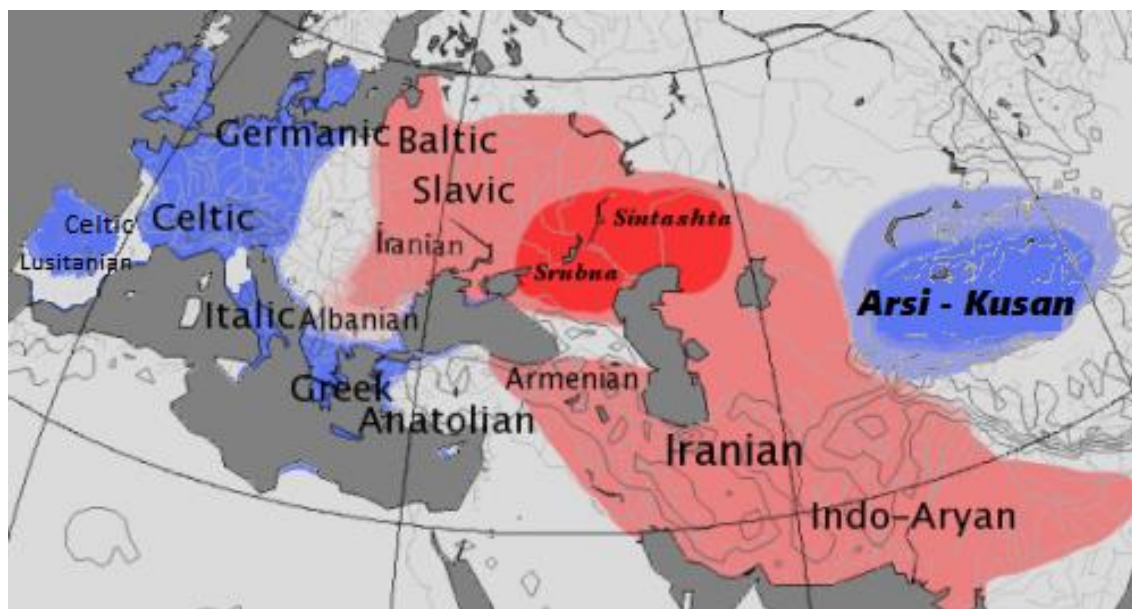 Germanic
Baltic
Slavic
Celtic
Celtic
Sintashta
Iranian
Lusitanian
Srubna
Arsi - Kusan
Italic
Albanian
Greek
Armenian
Anatolian
Iranian
Indo-Aryan